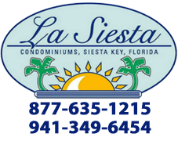 La Siesta
CONDOMINIUMS, SIESTA KEY, FLORIDA
877-635-1215
941-349-6454